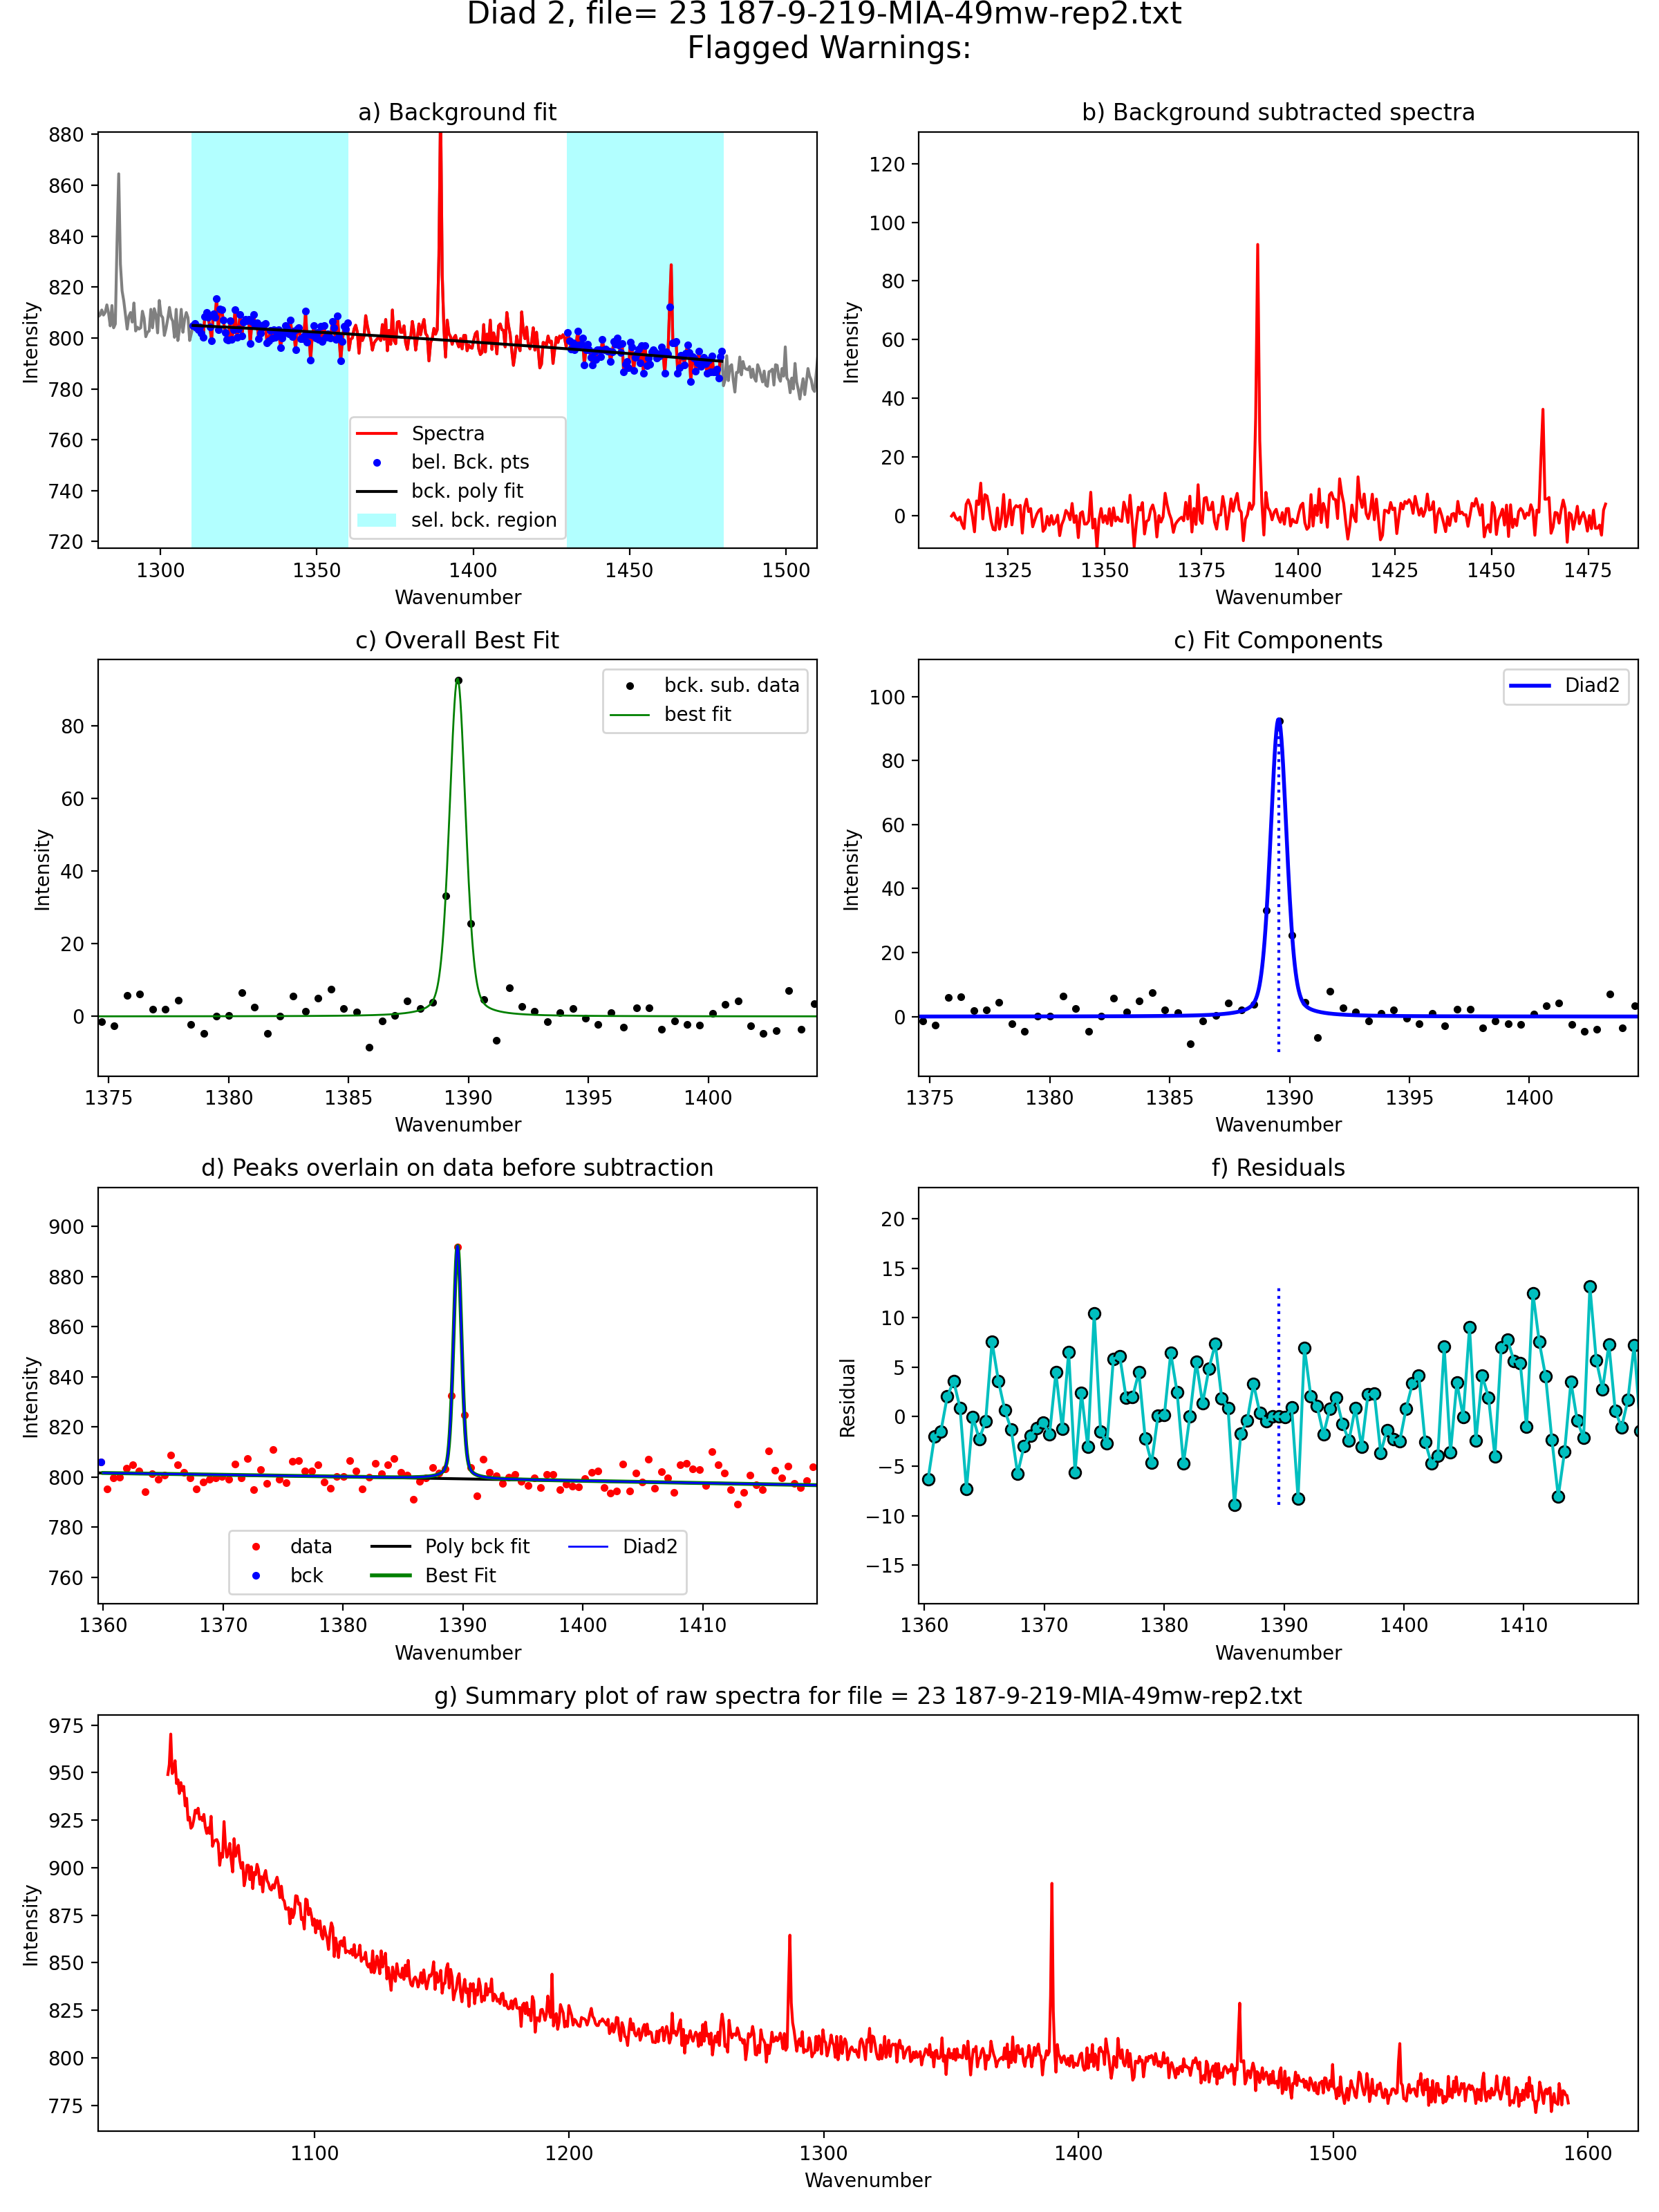 Diad 2, file= 23 187-9-219-MIA-49mw-rep2.txt
Flagged Warnings:
a) Background fit
880
860
840
820
800
780
760
740
720
Intensity
Spectra
bel. Bck. pts
bck. poly fit
sel. bck. region
1300 1350 1400 1450 1500
Wavenumber
b) Background subtracted spectra
120
100
80
60
40
20
0
Intensity
1325 1350 1375 1400 1425 1450 1475
Wavenumber
c) Overall Best Fit
80
60
40
20
0
Intensity
bck. sub. data
best fit
1375 1380 1385 1390 1395 1400
Wavenumber
c) Fit Components
100
80
60
40
20
0
Intensity
Diad2
1375 1380 1385 1390 1395 1400
Wavenumber
d) Peaks overlain on data before subtraction
900
880
860
840
820
800
780
760
Intensity
data Poly bck fit Diad2
bck Best Fit
1360 1370 1380 1390 1400 1410
Wavenumber
f) Residuals
20
15
10
5
0
−5
−10
−15
Residual
1360 1370 1380 1390 1400 1410
Wavenumber
g) Summary plot of raw spectra for file = 23 187-9-219-MIA-49mw-rep2.txt
975
950
925
900
875
850
825
800
775
Intensity
1100 1200 1300 1400 1500 1600
Wavenumber